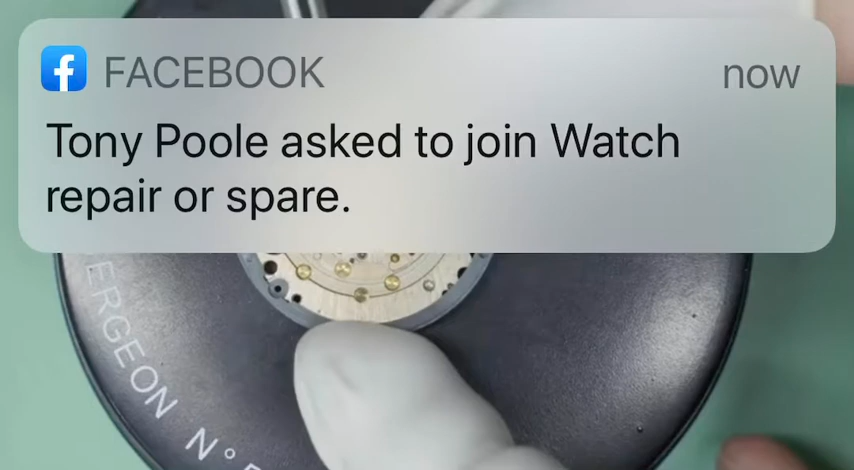 FACEBOOK now
Tony Poole asked to join Watch
repair or spare.
ERGEON N°